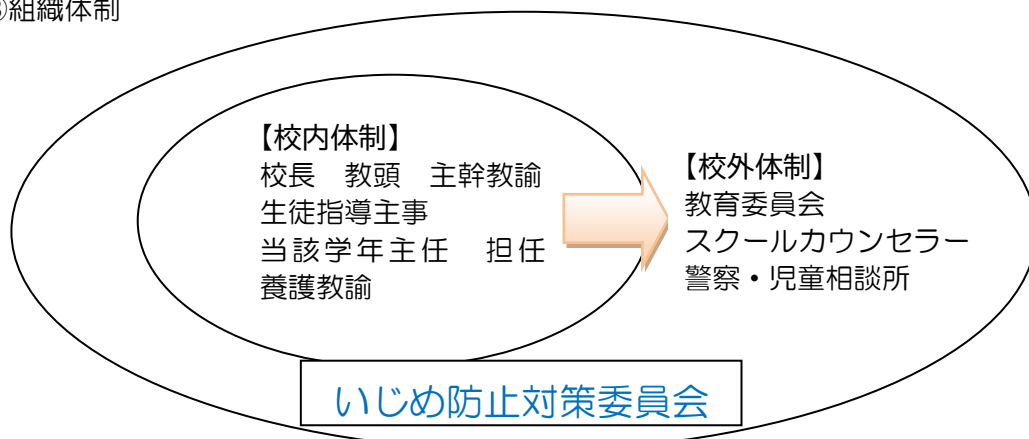 組織体制
【校内体制】
校長　教頭　主幹教諭
生徒指導主事
当該学年主任　担任
養護教諭
【校外体制】
教育委員会
スクールカウンセラー
警察・児童相談所
いじめ防止対策委員会